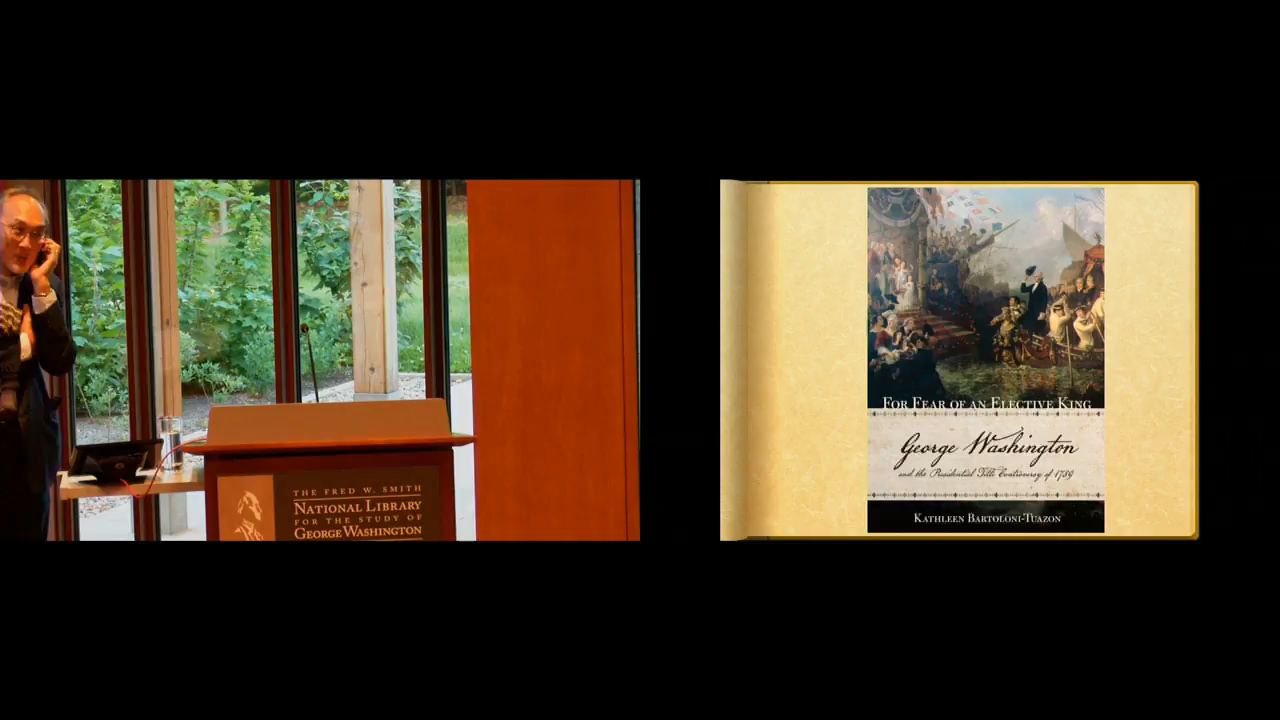 THE FRED W. SMITH
NATIONAL LIBRARY
FOR THE STUDY OF
GEORGE WASHINGTON
FOR FEAR OF AN ELECTIVE KING
George Washington
and the Presidential Title Controversy of 1789
KATHLEEN BARTOLONI-TUAZON